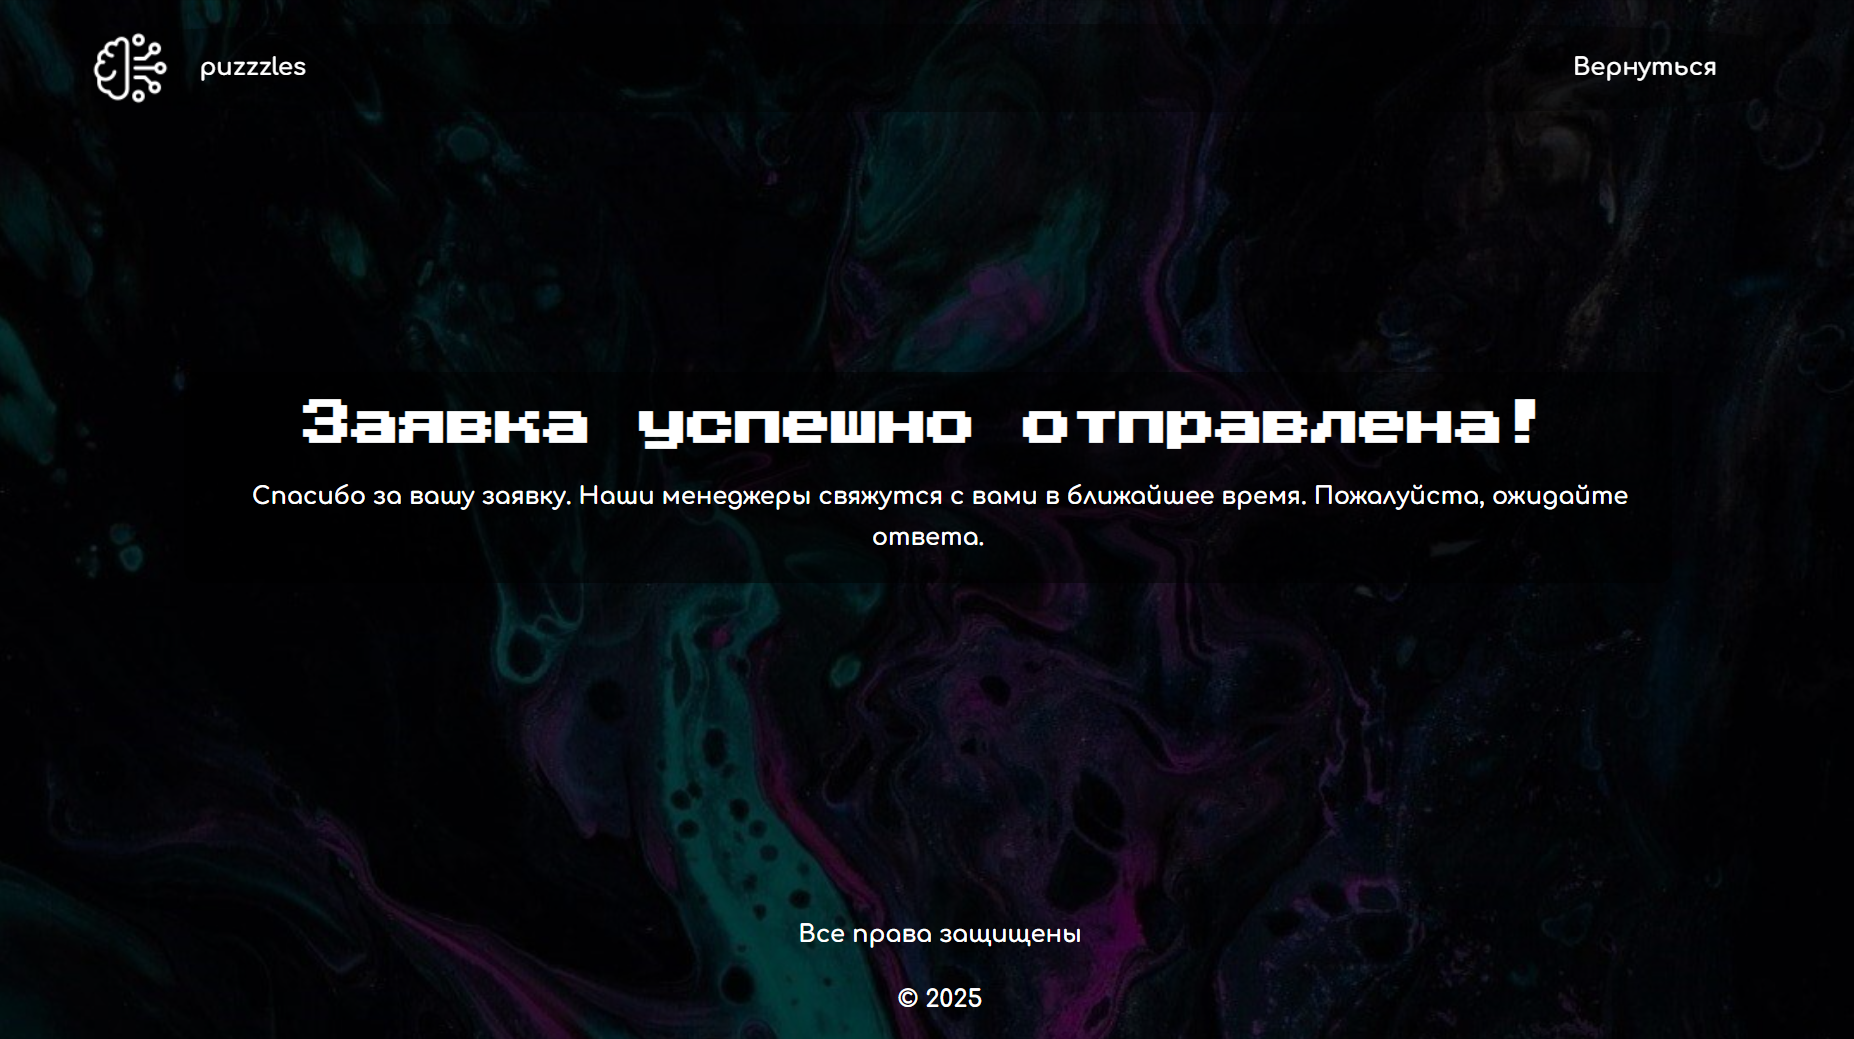 puzzzles
Вернуться
Заявка успешно отправлена!
Спасибо за вашу заявку. Наши менеджеры свяжутся с вами в ближайшее время. Пожалуйста, ожидайте
ответа.
Все права защищены
© 2025